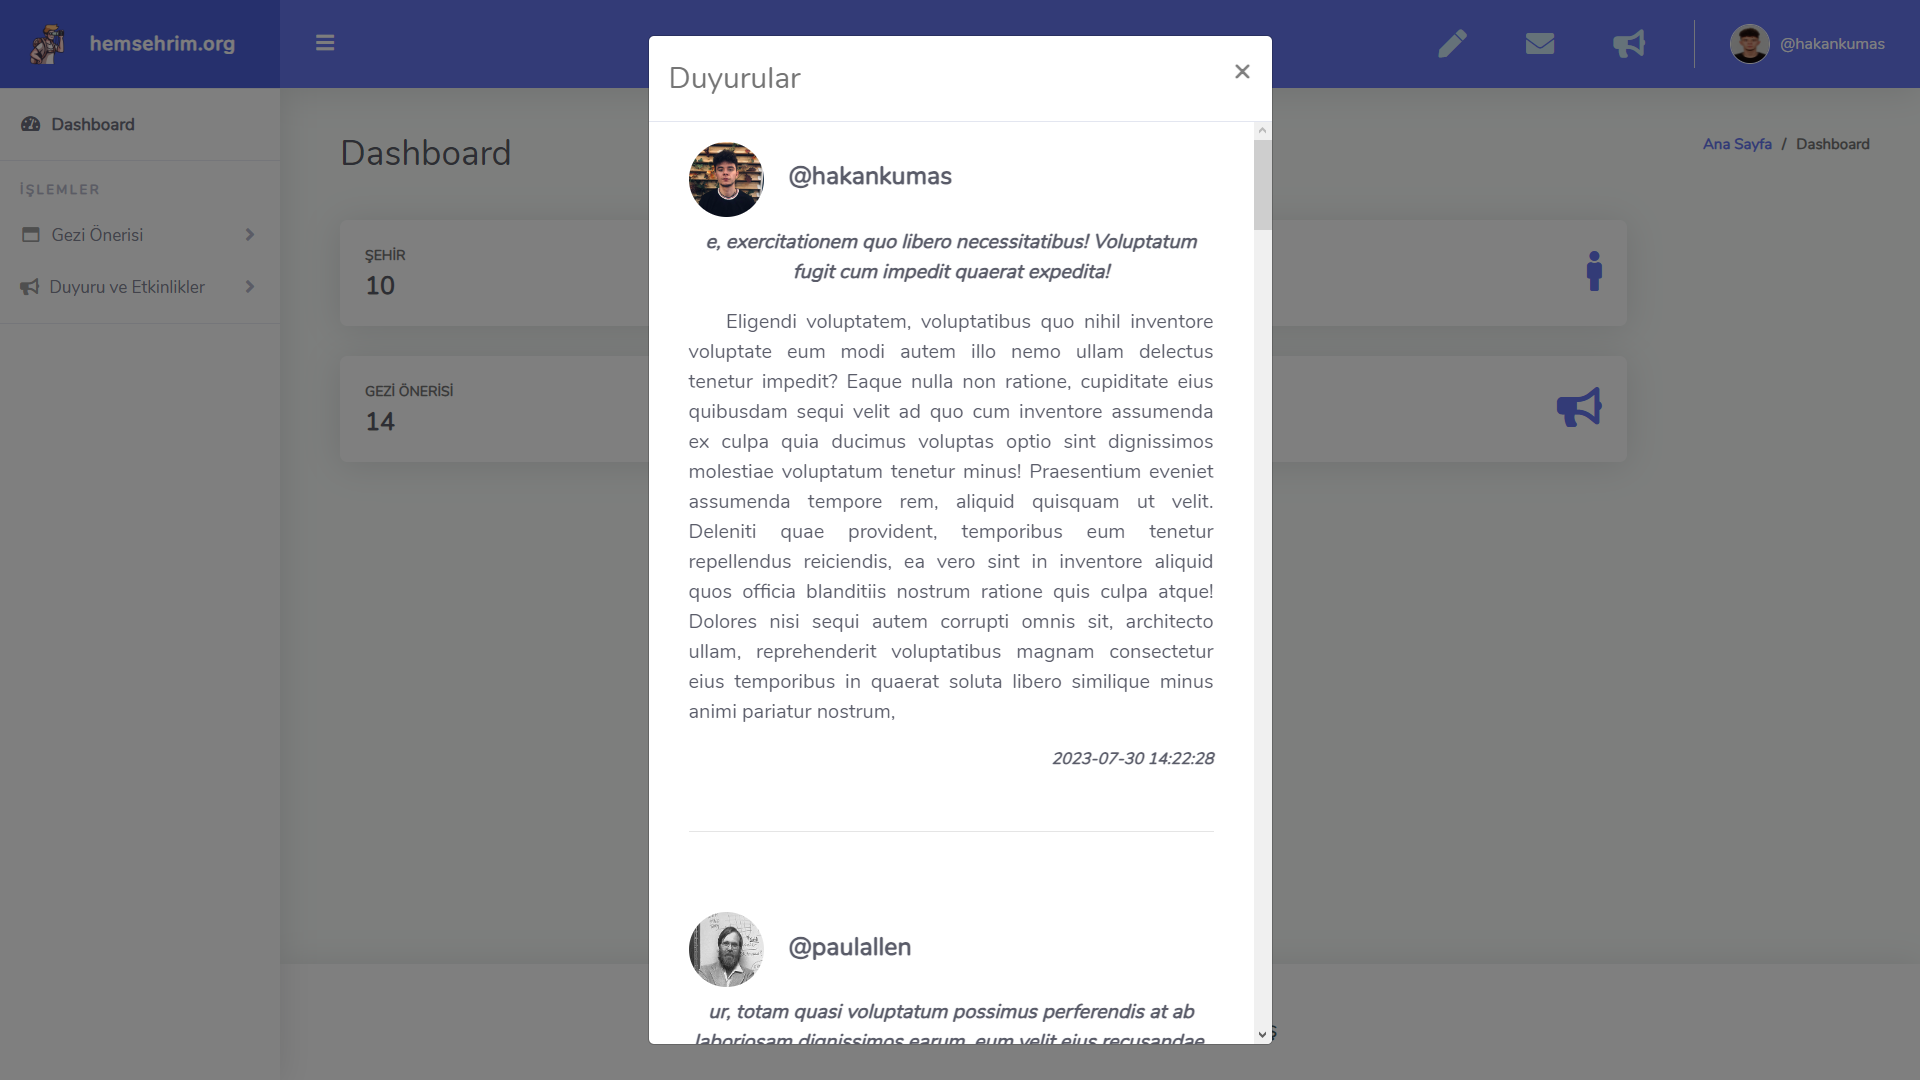 hemsehrim.org
@hakankumas
Dashboard
İŞLEMLER
Gezi Önerisi
Duyuru ve Etkinlikler
Dashboard
Ana Sayfa / Dashboard
ŞEHİR
10
GEZİ ÖNERİSİ
14
Duyurular
@hakankumas
e, exercitationem quo libero necessitatibus! Voluptatum
fugit cum impedit quaerat expedita!
Eligendi voluptatem, voluptatibus quo nihil inventore
voluptate eum modi autem illo nemo ullam delectus
tenetur impedit? Eaque nulla non ratione, cupiditate eius
quibusdam sequi velit ad quo cum inventore assumenda
ex culpa quia ducimus voluptas optio sint dignissimos
molestiae voluptatum tenetur minus! Praesentium eveniet
assumenda tempore rem, aliquid quisquam ut velit.
Deleniti quae provident, temporibus eum tenetur
repellendus reiciendis, ea vero sint in inventore aliquid
quos officia blanditiis nostrum ratione quis culpa atque!
Dolores nisi sequi autem corrupti omnis sit, architecto
ullam, reprehenderit voluptatibus magnam consectetur
eius temporibus in quaerat soluta libero similique minus
animi pariatur nostrum,
2023-07-30 14:22:28
@paulallen
ur, totam quasi voluptatum possimus perferendis at ab
laboriosam dignissimos earum, eum velit eius recusandae